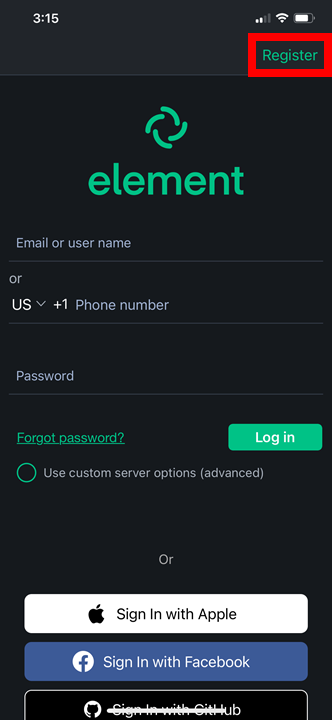 3:15
Register
element
Email or user name
or
US +1 Phone number
Password
Forgot password?
Log in
Use custom server options (advanced)
Or
Sign In with Apple
Sign In with Facebook
Sign In with GitHub